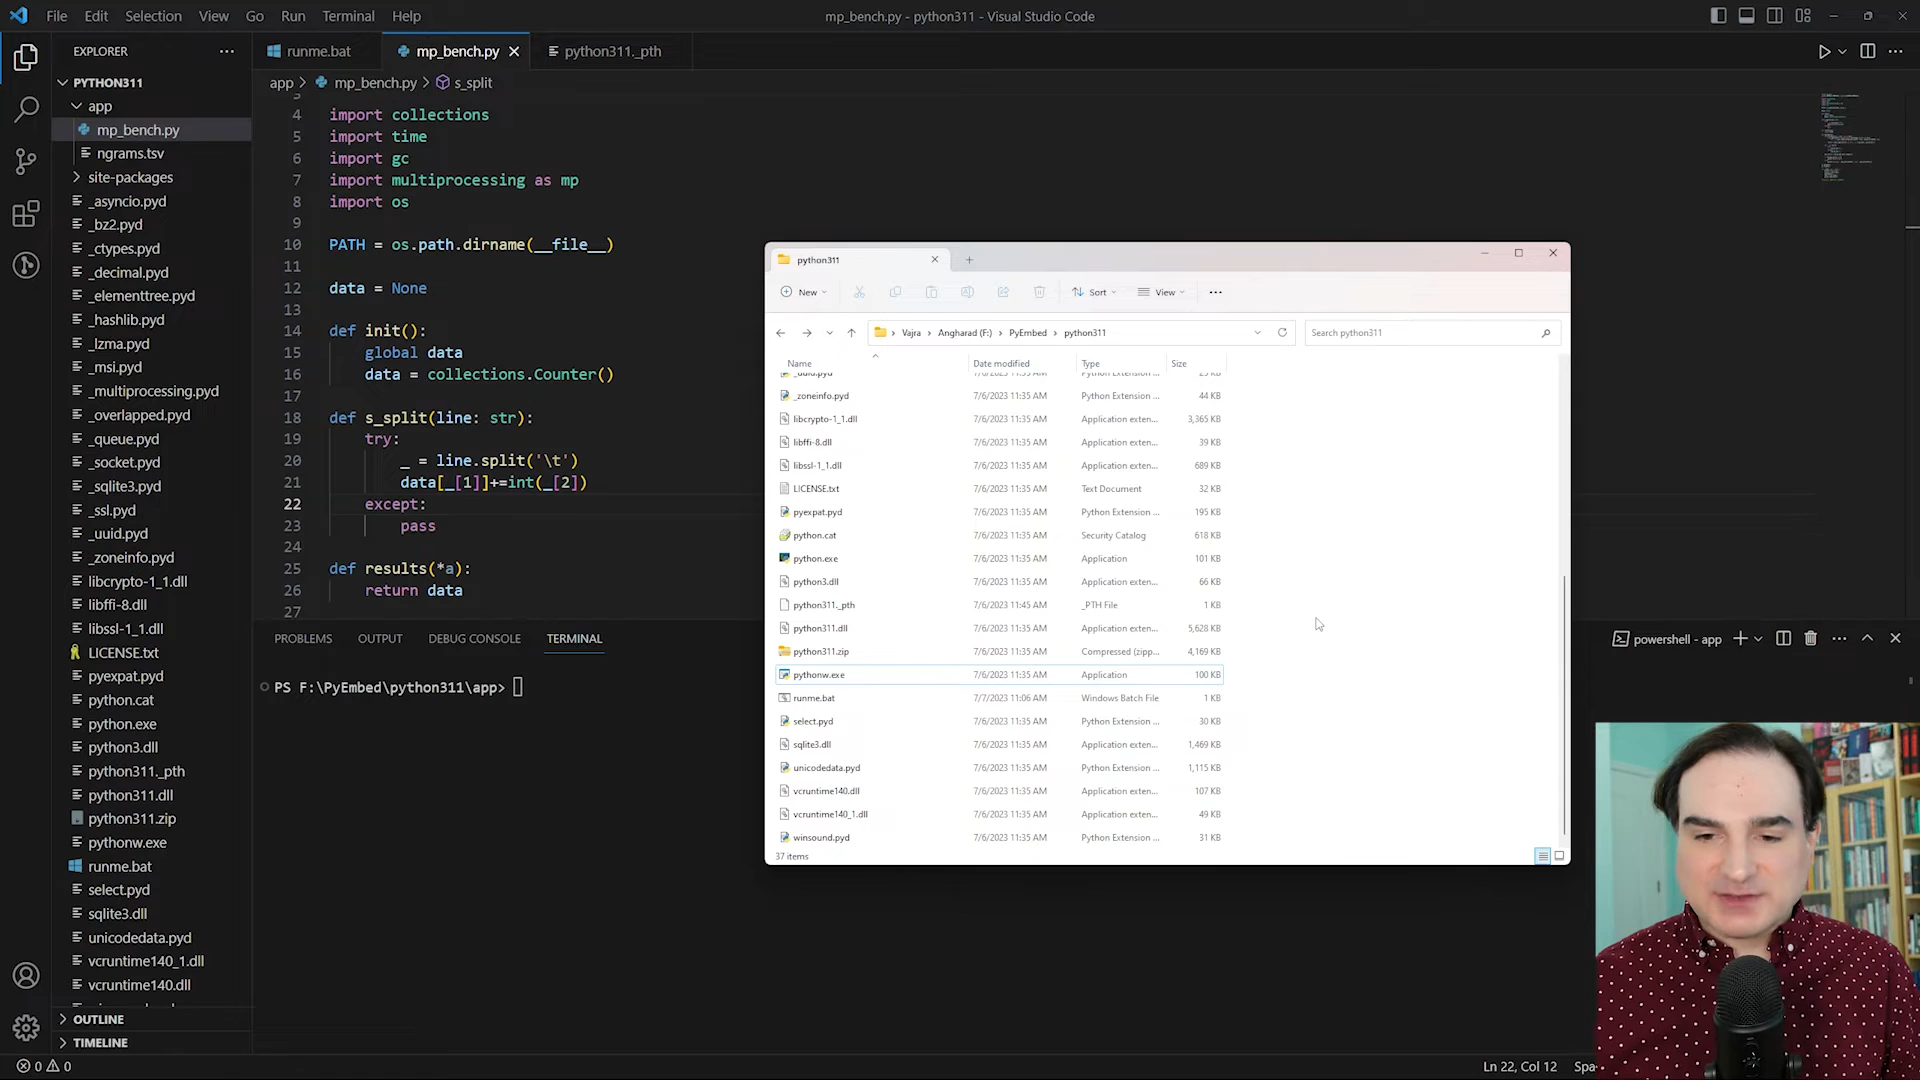 File Edit Selection View Go Run Terminal Help
mp_bench.py - python311 - Visual Studio Code
EXPLORER
PYTHON311
app
mp_bench.py
ngrams.tsv
site-packages
_asyncio.pyd
_bz2.pyd
_ctypes.pyd
_decimal.pyd
_elementtree.pyd
_hashlib.pyd
_lzma.pyd
_msi.pyd
_multiprocessing.pyd
_overlapped.pyd
_queue.pyd
_socket.pyd
_sqlite3.pyd
_ssl.pyd
_uuid.pyd
_zoneinfo.pyd
libcrypto-1_1.dll
libffi-8.dll
libssl-1_1.dll
LICENSE.txt
pyexpat.pyd
python.cat
python.exe
python3.dll
python311._pth
python311.dll
python311.zip
pythonw.exe
runme.bat
select.pyd
sqlite3.dll
unicodedata.pyd
vcruntime140_1.dll
vcruntime140.dll
OUTLINE
TIMELINE
0 0
runme.bat mp_bench.py python311._pth
app > mp_bench.py > s_split
4 import collections
5 import time
6 import gc
7 import multiprocessing as mp
8 import os
9
10 PATH = os.path.dirname(__file__)
11
12 data = None
13
14 def init():
15 global data
16 data = collections.Counter()
17
18 def s_split(line: str):
19 try:
20 _ = line.split('\t')
21 data[_[1]]+=int(_[2])
22 except:
23 pass
24
25 def results(*a):
26 return data
27
PROBLEMS OUTPUT DEBUG CONSOLE TERMINAL
powershell - app
PS F:\PyEmbed\python311\app>
python311
New Sort View
Vajra > Angharad (F:) > PyEmbed > python311
Search python311
Name Date modified Type Size
_uuid.pyd 7/6/2023 11:35 AM Python Extension ...
_zoneinfo.pyd 7/6/2023 11:35 AM Python Extension ... 44 KB
libcrypto-1_1.dll 7/6/2023 11:35 AM Application exten... 3,365 KB
libffi-8.dll 7/6/2023 11:35 AM Application exten... 39 KB
libssl-1_1.dll 7/6/2023 11:35 AM Application exten... 689 KB
LICENSE.txt 7/6/2023 11:35 AM Text Document 32 KB
pyexpat.pyd 7/6/2023 11:35 AM Python Extension ... 195 KB
python.cat 7/6/2023 11:35 AM Security Catalog 618 KB
python.exe 7/6/2023 11:35 AM Application 101 KB
python3.dll 7/6/2023 11:35 AM Application exten... 66 KB
python311._pth 7/6/2023 11:45 AM _PTH File 1 KB
python311.dll 7/6/2023 11:35 AM Application exten... 5,628 KB
python311.zip 7/6/2023 11:35 AM Compressed (zipp... 4,169 KB
pythonw.exe 7/6/2023 11:35 AM Application 100 KB
runme.bat 7/7/2023 11:06 AM Windows Batch File 1 KB
select.pyd 7/6/2023 11:35 AM Python Extension ... 30 KB
sqlite3.dll 7/6/2023 11:35 AM Application exten... 1,469 KB
unicodedata.pyd 7/6/2023 11:35 AM Python Extension ... 1,115 KB
vcruntime140.dll 7/6/2023 11:35 AM Application exten... 107 KB
vcruntime140_1.dll 7/6/2023 11:35 AM Application exten... 49 KB
winsound.pyd 7/6/2023 11:35 AM Python Extension ... 31 KB
37 items
Ln 22, Col 12 Spa